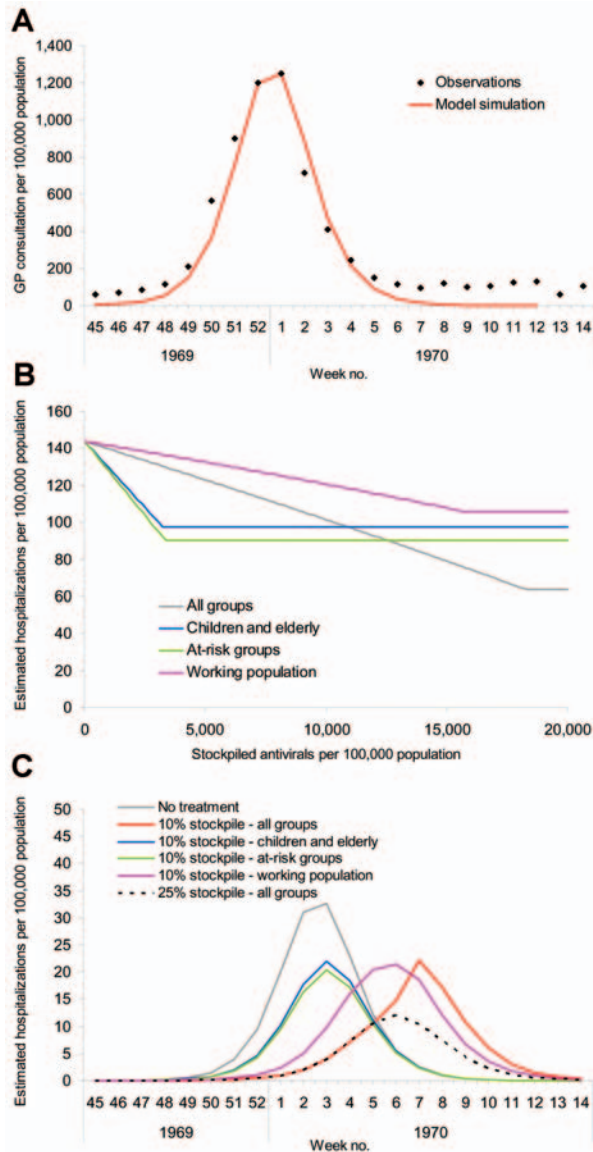 A
1,400
1,200
1,000
800
600
400
200
0
GP consultation per 100,000 population
Observations
Model simulation
45 46 47 48 49 50 51 52 1 2 3 4 5 6 7 8 9 10 11 12 13 14
1969 1970
Week no.
B
160
140
120
100
80
60
40
20
0
Estimated hospitalizations per 100,000 population
All groups
Children and elderly
At-risk groups
Working population
0 5,000 10,000 15,000 20,000
Stockpiled antivirals per 100,000 population
C
50
45
40
35
30
25
20
15
10
5
0
Estimated hospitalizations per 100,000 population
No treatment
10% stockpile - all groups
10% stockpile - children and elderly
10% stockpile - at-risk groups
10% stockpile - working population
25% stockpile - all groups
45 46 47 48 49 50 51 52 1 2 3 4 5 6 7 8 9 10 11 12 13 14
1969 1970
Week no.